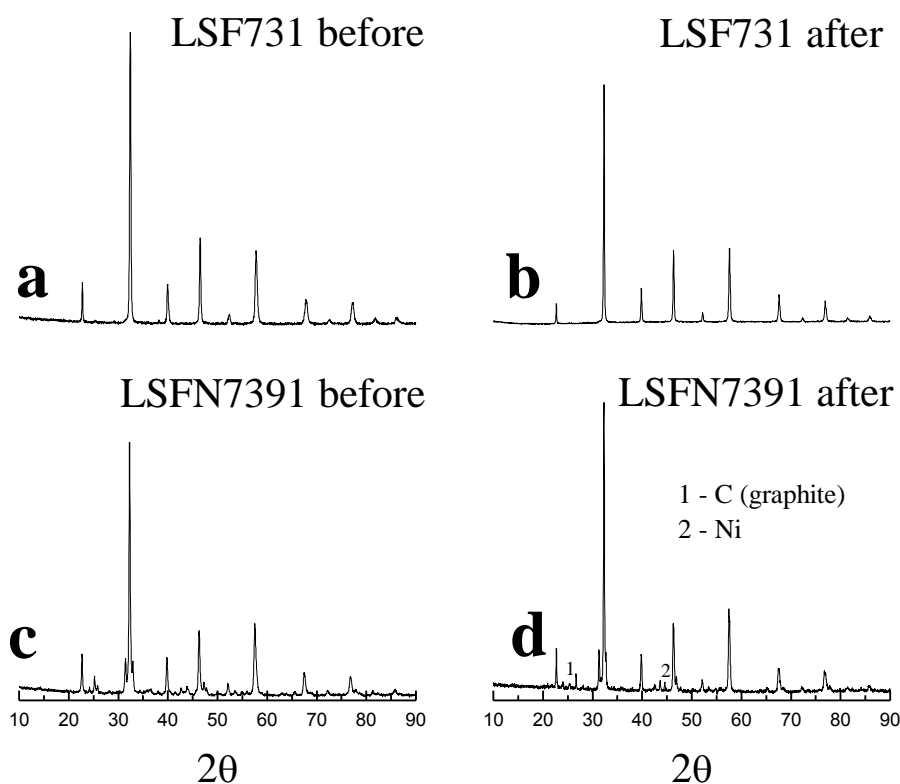 LSF731 before
LSF731 after
a
b
LSFN7391 before
LSFN7391 after
1 - C (graphite)
2 - Ni
c
d
1
2
10 20 30 40 50 60 70 80 90
10 20 30 40 50 60 70 80 90
2θ
2θ